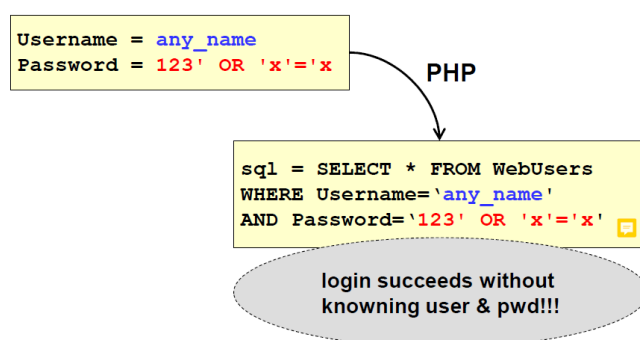 Username = any_name
Password = 123' OR 'x'='x
PHP
sql = SELECT * FROM WebUsers
WHERE Username=‘any_name'
AND Password=‘123' OR 'x'='x'
login succeeds without
knowning user & pwd!!!